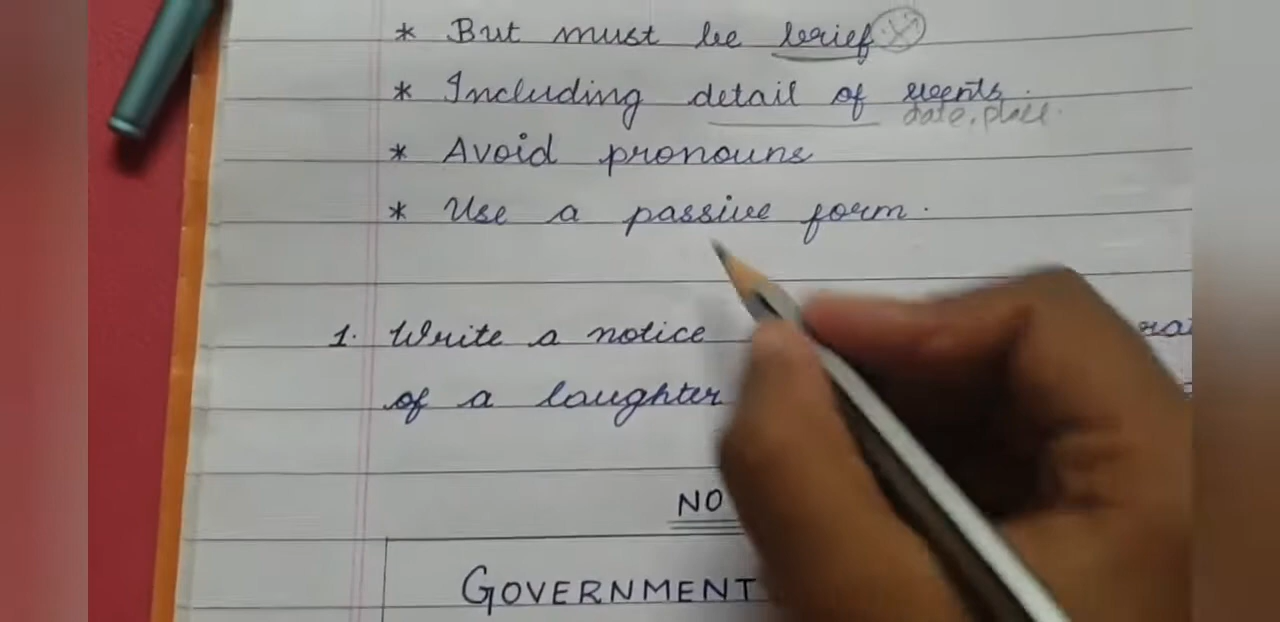 * But must be brief
* Including detail of events.
date, place.
* Avoid pronouns
* Use a passive form.
1. Write a notice
of a laughter
NO
GOVERNMENT